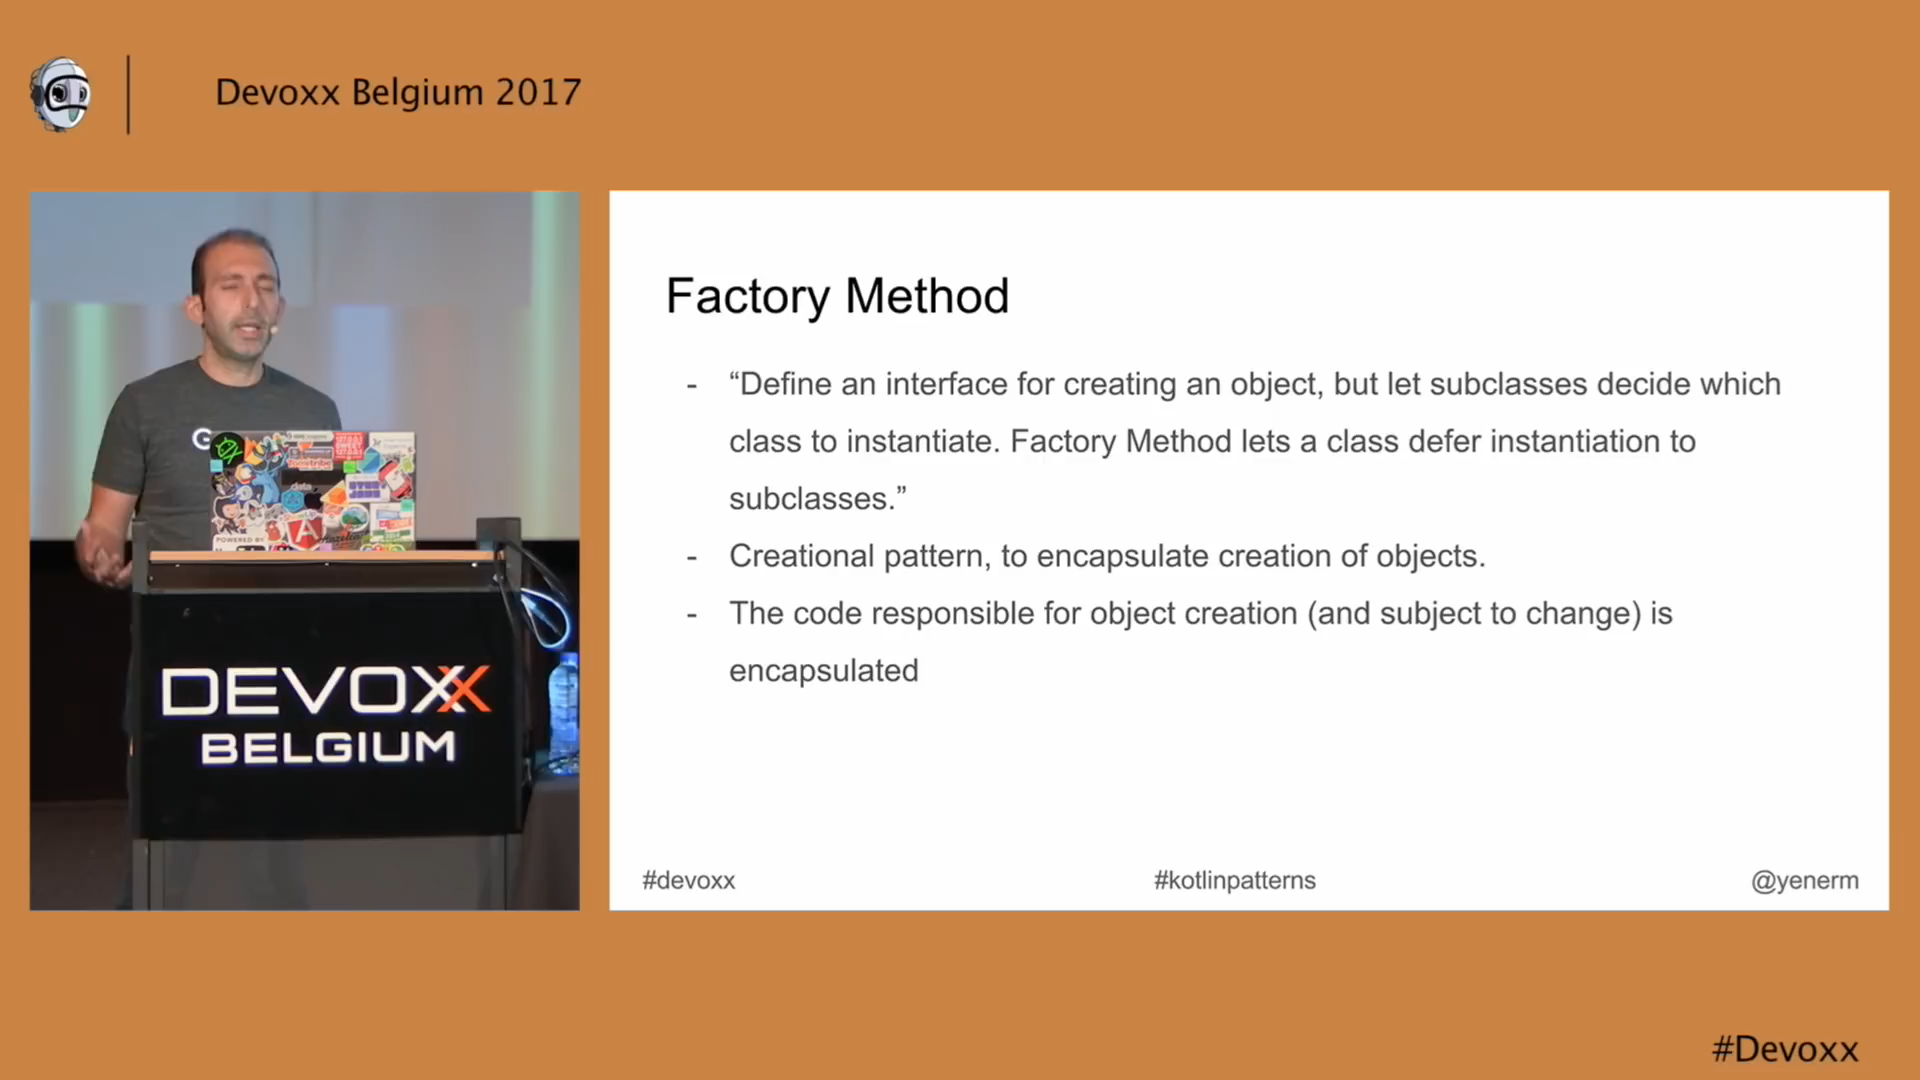 Devoxx Belgium 2017
Factory Method
- “Define an interface for creating an object, but let subclasses decide which
class to instantiate. Factory Method lets a class defer instantiation to
subclasses.”
- Creational pattern, to encapsulate creation of objects.
- The code responsible for object creation (and subject to change) is
encapsulated
#devoxx
#kotlinpatterns
@yenerm
POWERED BY
DEVOXX
BELGIUM
#Devoxx